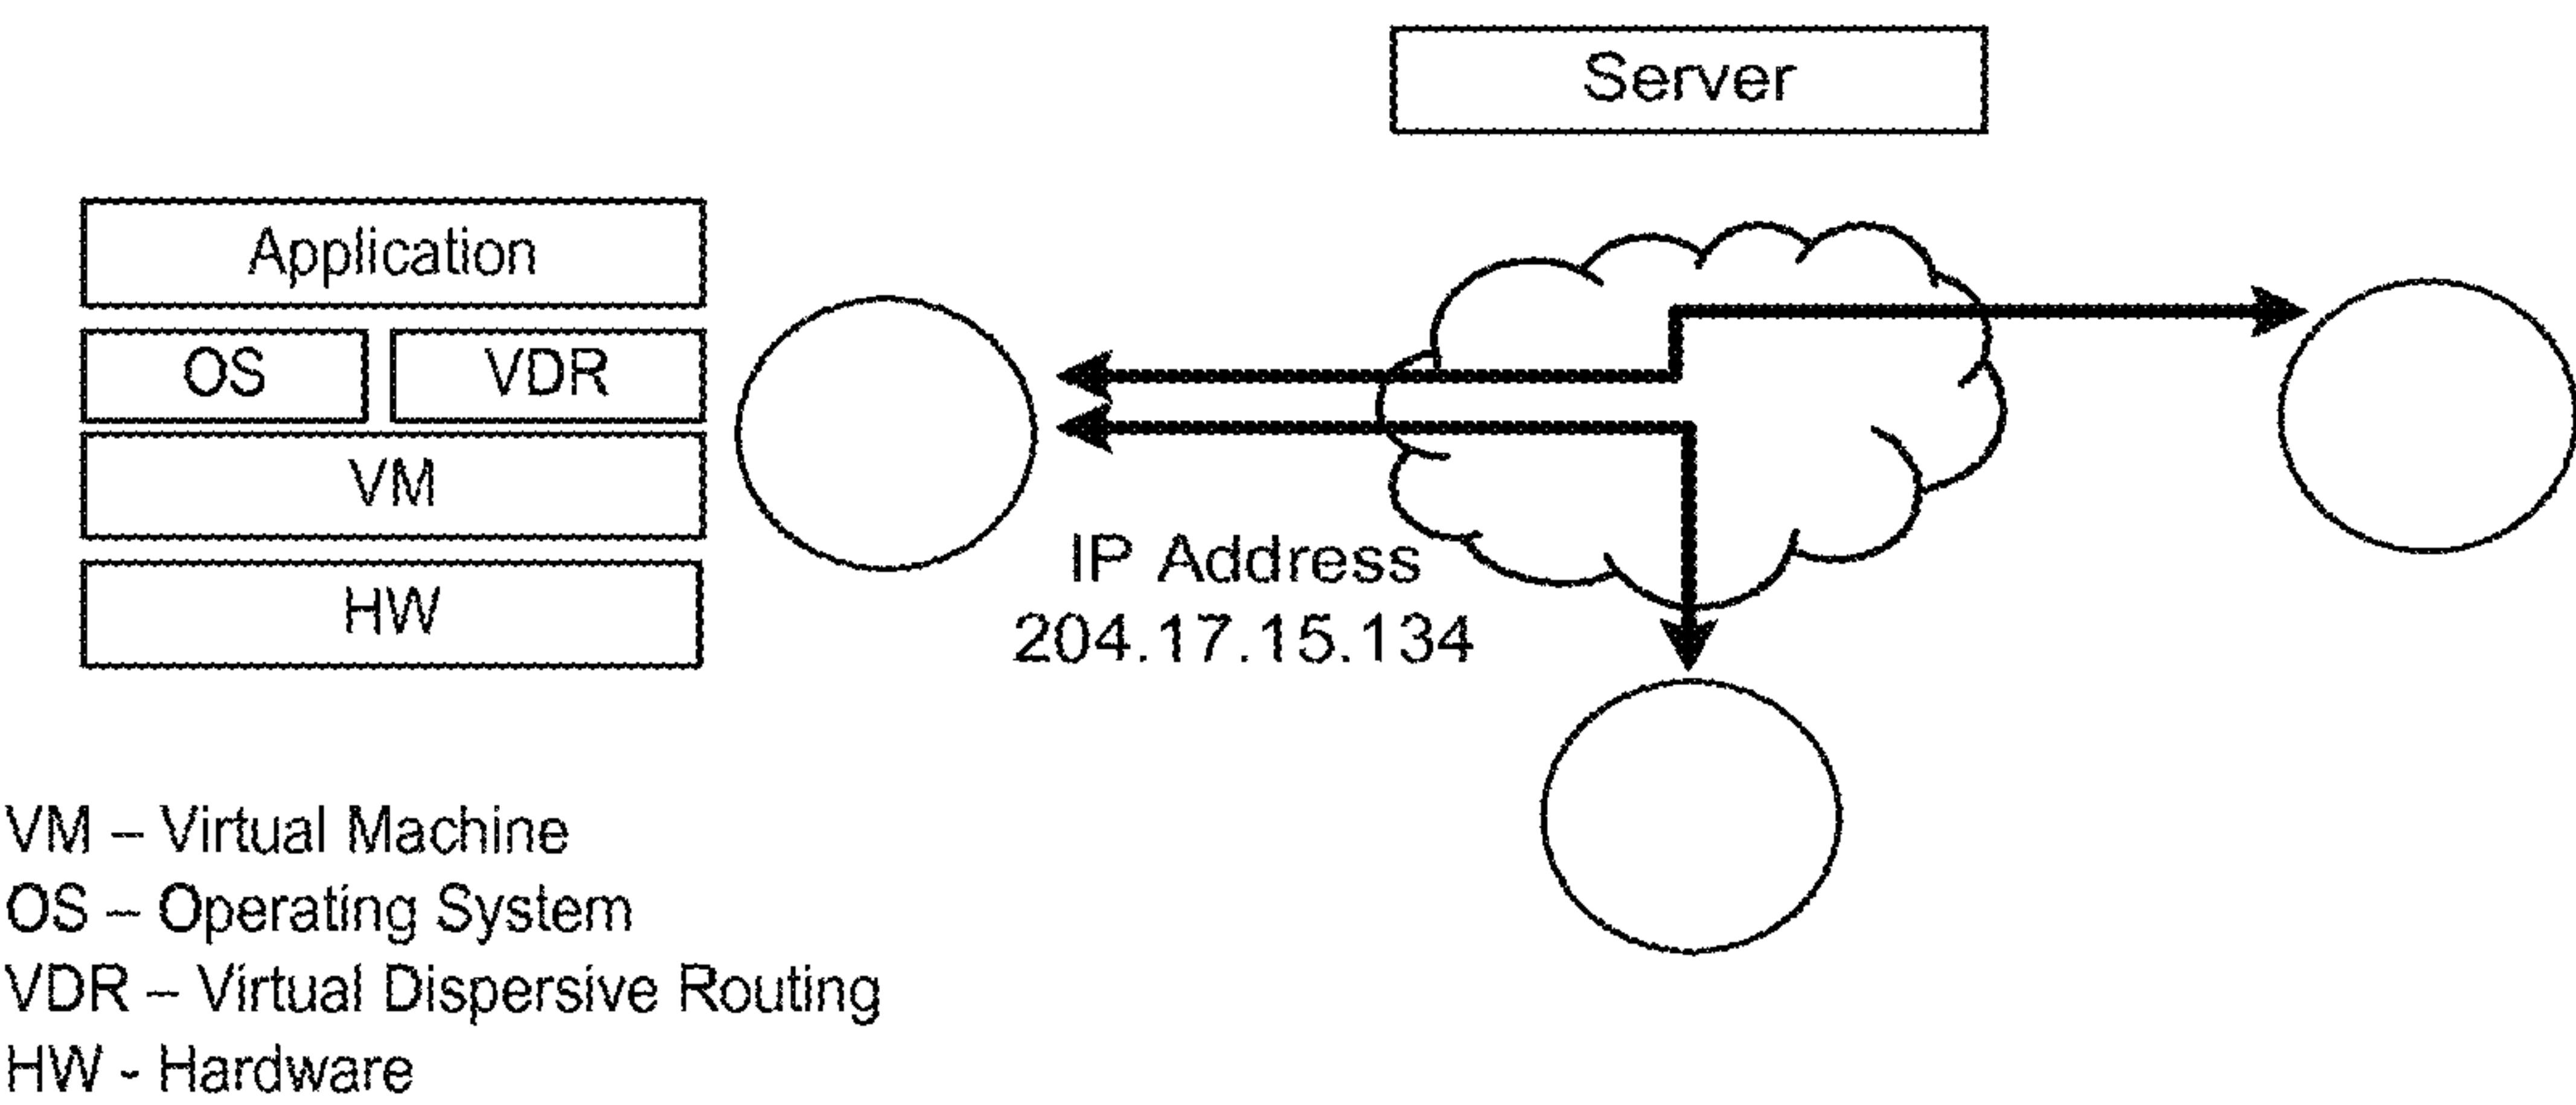 Server
Application
OS
VDR
VM
HW
IP Address
204.17.15.134
VM – Virtual Machine
OS – Operating System
VDR – Virtual Dispersive Routing
HW - Hardware